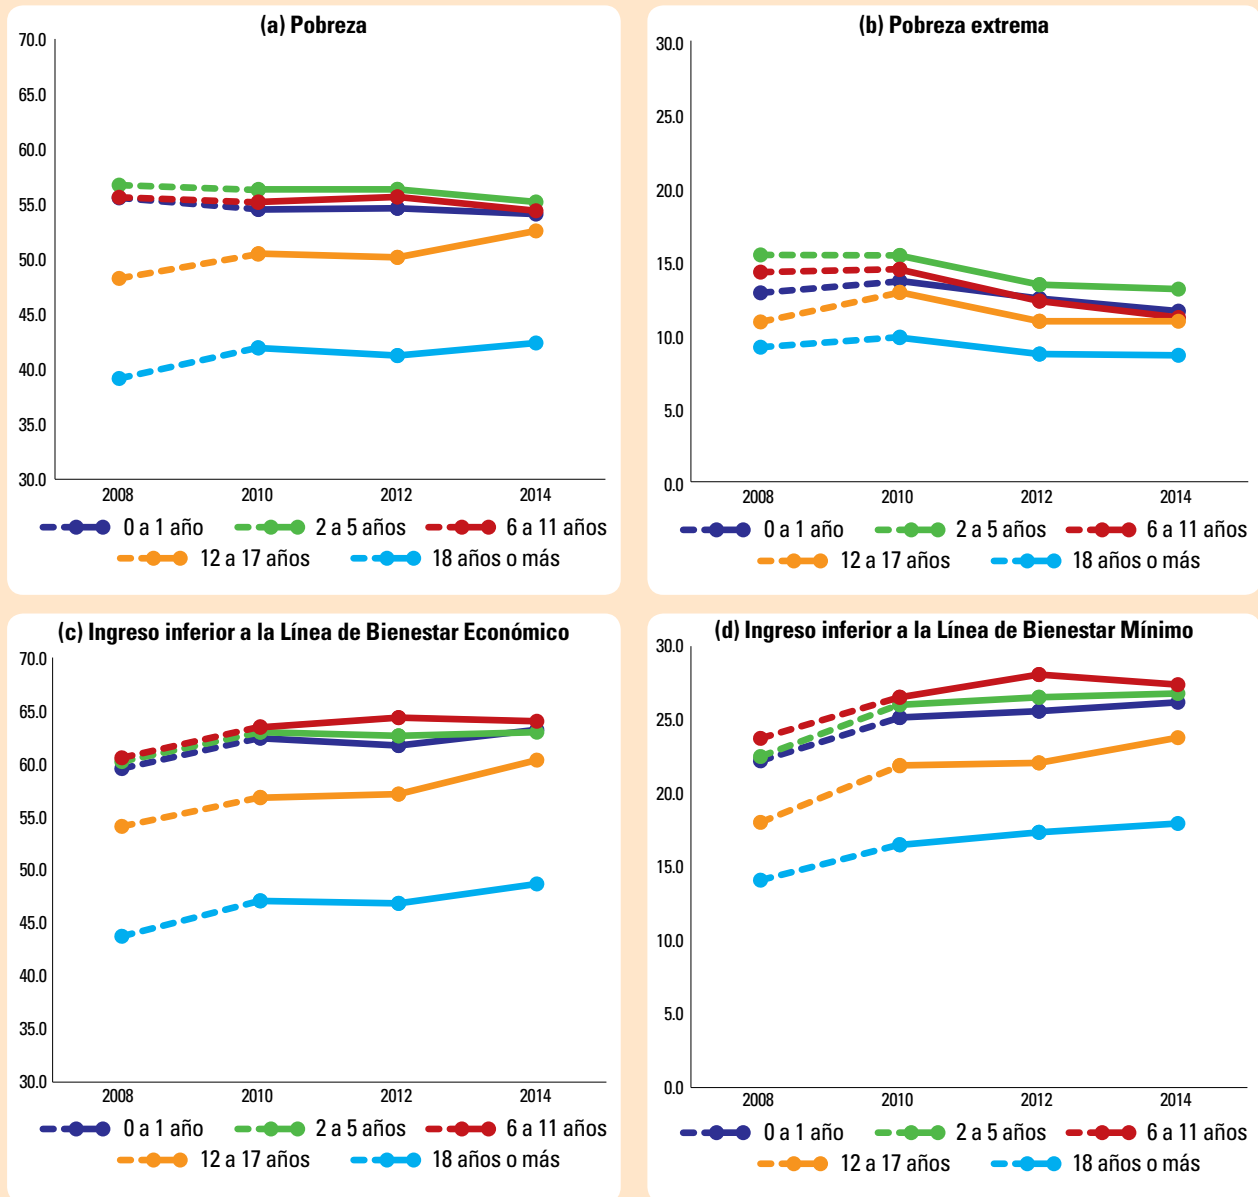 (a) Pobreza
70.0
65.0
60.0
55.0
50.0
45.0
40.0
35.0
30.0
2008 2010 2012 2014
0 a 1 año 2 a 5 años 6 a 11 años
12 a 17 años 18 años o más
(b) Pobreza extrema
30.0
25.0
20.0
15.0
10.0
5.0
0.0
2008 2010 2012 2014
0 a 1 año 2 a 5 años 6 a 11 años
12 a 17 años 18 años o más
(c) Ingreso inferior a la Línea de Bienestar Económico
70.0
65.0
60.0
55.0
50.0
45.0
40.0
35.0
30.0
2008 2010 2012 2014
0 a 1 año 2 a 5 años 6 a 11 años
12 a 17 años 18 años o más
(d) Ingreso inferior a la Línea de Bienestar Mínimo
30.0
25.0
20.0
15.0
10.0
5.0
0.0
2008 2010 2012 2014
0 a 1 año 2 a 5 años 6 a 11 años
12 a 17 años 18 años o más